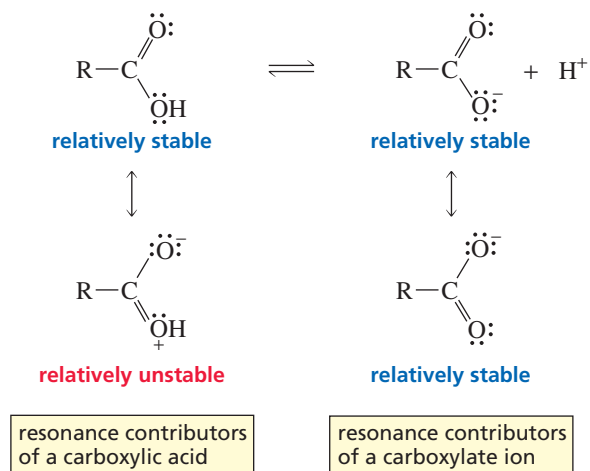 O: O:
R—C ⇌ R—C + H⁺
ÖH O:⁻
relatively stable relatively stable
↔ ↔
:O:⁻ :O:⁻
R—C R—C
ÖH O:
+
relatively unstable relatively stable
resonance contributors resonance contributors
of a carboxylic acid of a carboxylate ion